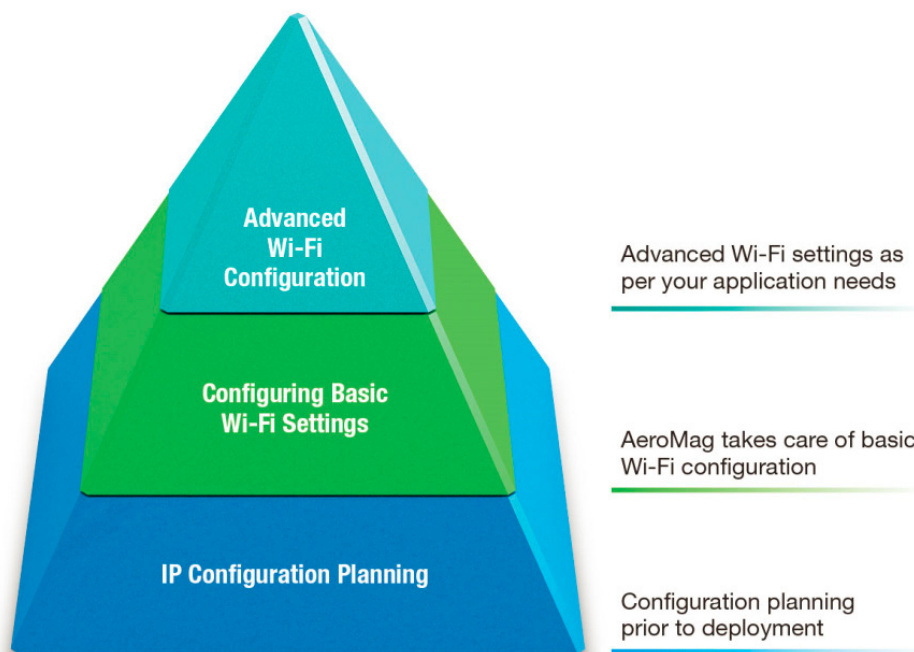 Advanced
Wi-Fi
Configuration
Advanced Wi-Fi settings as
per your application needs
Configuring Basic
Wi-Fi Settings
AeroMag takes care of basic
Wi-Fi configuration
IP Configuration Planning
Configuration planning
prior to deployment